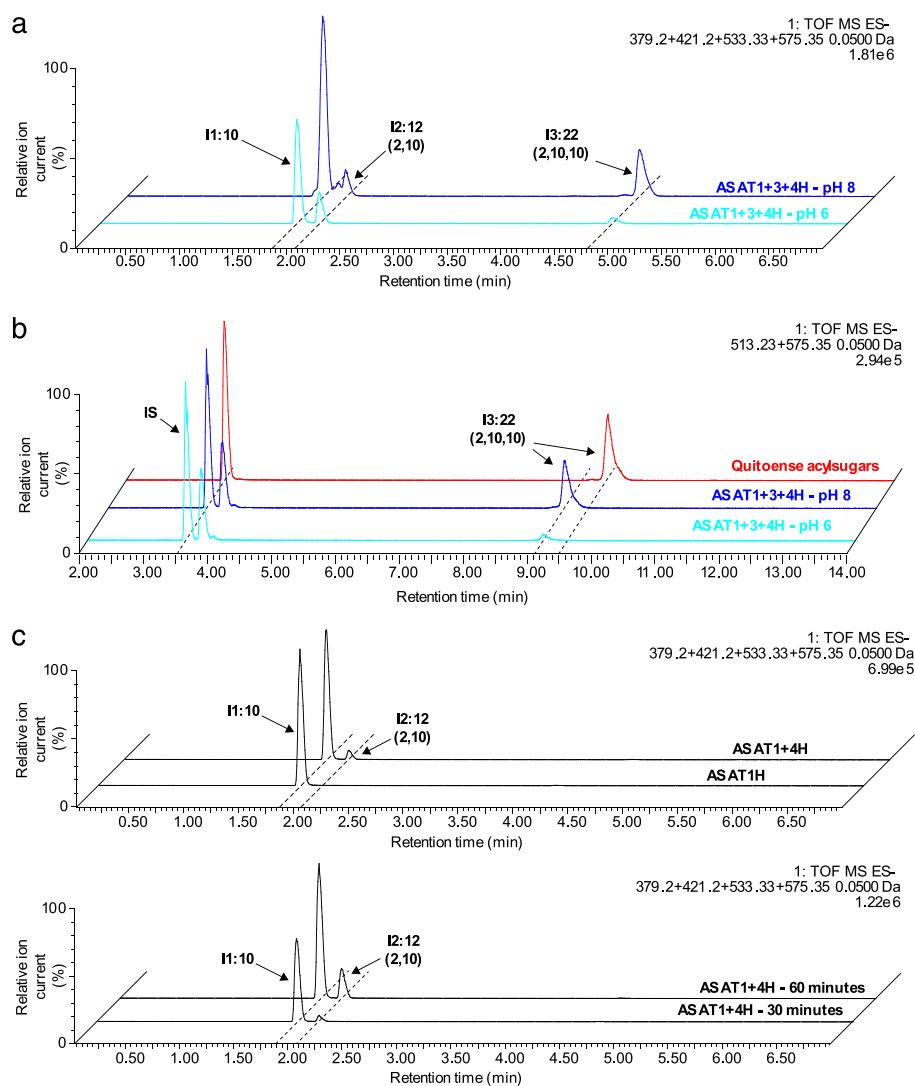 a
1: TOF MS ES-
379.2+421.2+533.33+575.35 0.0500 Da
1.81e6
100
Relative ion
current
(%)
0
I1:10
I2:12
(2,10)
I3:22
(2,10,10)
ASAT1+3+4H - pH 8
ASAT1+3+4H - pH 6
0.50 1.00 1.50 2.00 2.50 3.00 3.50 4.00 4.50 5.00 5.50 6.00 6.50
Retention time (min)
b
1: TOF MS ES-
513.23+575.35 0.0500 Da
2.94e5
100
Relative ion
current
(%)
0
IS
I3:22
(2,10,10)
Quitoense acylsugars
ASAT1+3+4H - pH 8
ASAT1+3+4H - pH 6
2.00 3.00 4.00 5.00 6.00 7.00 8.00 9.00 10.00 11.00 12.00 13.00 14.00
Retention time (min)
c
1: TOF MS ES-
379.2+421.2+533.33+575.35 0.0500 Da
6.99e5
100
Relative ion
current
(%)
0
I1:10
I2:12
(2,10)
ASAT1+4H
ASAT1H
0.50 1.00 1.50 2.00 2.50 3.00 3.50 4.00 4.50 5.00 5.50 6.00 6.50
Retention time (min)
1: TOF MS ES-
379.2+421.2+533.33+575.35 0.0500 Da
1.22e6
100
Relative ion
current
(%)
0
I1:10
I2:12
(2,10)
ASAT1+4H - 60 minutes
ASAT1+4H - 30 minutes
0.50 1.00 1.50 2.00 2.50 3.00 3.50 4.00 4.50 5.00 5.50 6.00 6.50
Retention time (min)